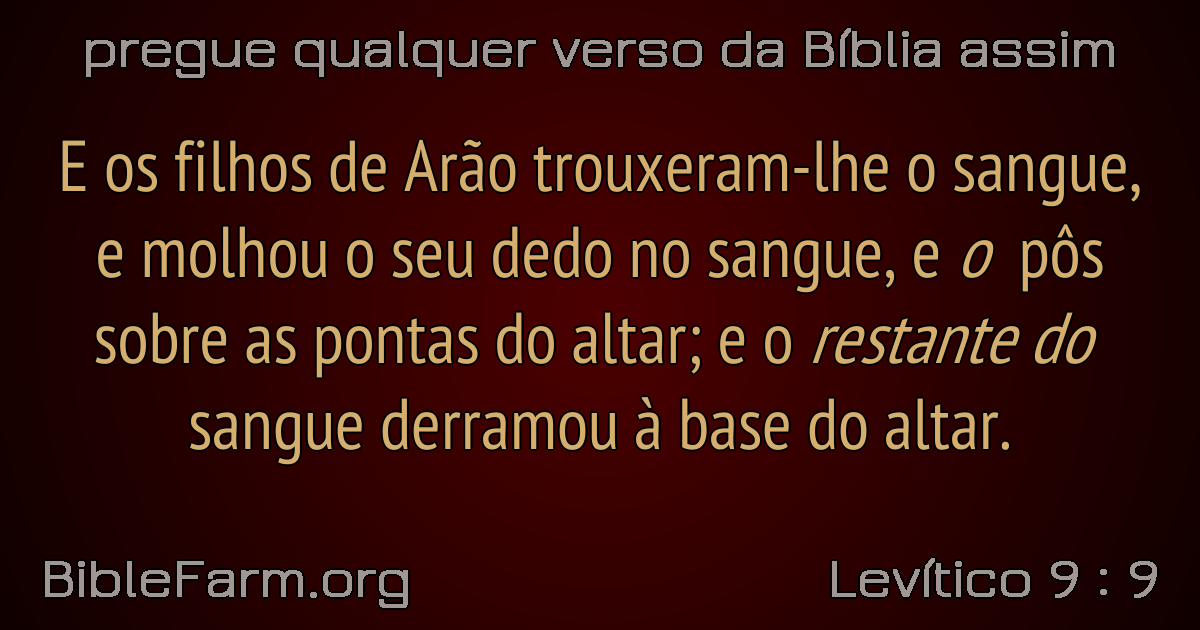 pregue qualquer verso da Bíblia assim
E os filhos de Arão trouxeram-lhe o sangue,
e molhou o seu dedo no sangue, e o pôs
sobre as pontas do altar; e o restante do
sangue derramou à base do altar.
BibleFarm.org
Levítico 9 : 9